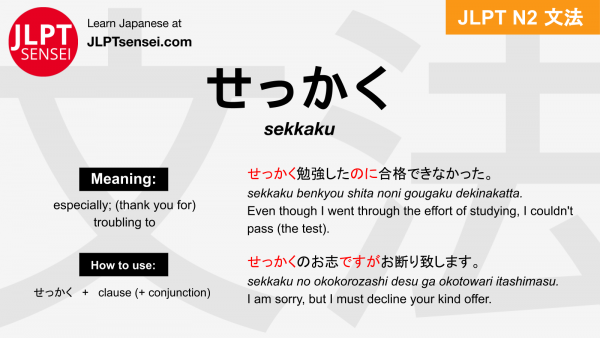 JLPT
SENSEI
Learn Japanese at
JLPTsensei.com
JLPT N2 文法
文法
せっかく
sekkaku
Meaning:
especially; (thank you for)
troubling to
How to use:
せっかく + clause (+ conjunction)
せっかく勉強したのに合格できなかった。
sekkaku benkyou shita noni gougaku dekinakatta.
Even though I went through the effort of studying, I couldn't
pass (the test).
せっかくのお志ですがお断り致します。
sekkaku no okokorozashi desu ga okotowari itashimasu.
I am sorry, but I must decline your kind offer.